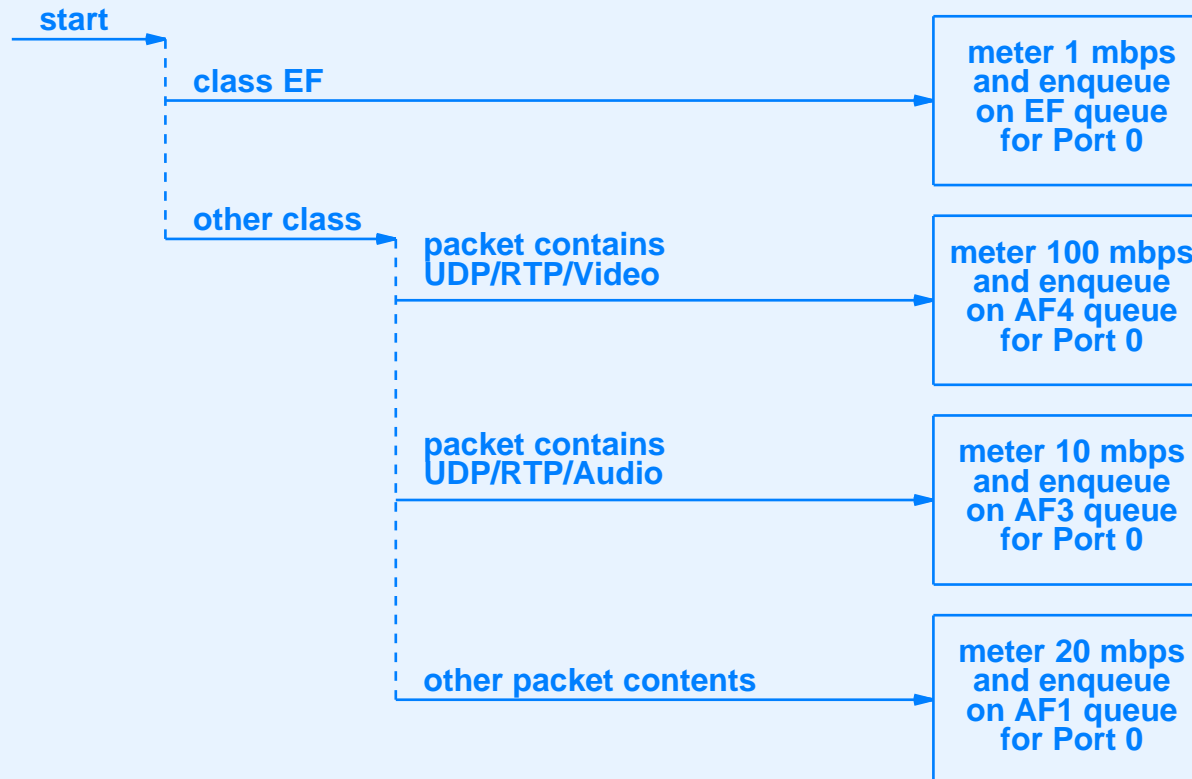 start
class EF
meter 1 mbps
and enqueue
on EF queue
for Port 0
other class
packet contains
UDP/RTP/Video
meter 100 mbps
and enqueue
on AF4 queue
for Port 0
packet contains
UDP/RTP/Audio
meter 10 mbps
and enqueue
on AF3 queue
for Port 0
other packet contents
meter 20 mbps
and enqueue
on AF1 queue
for Port 0